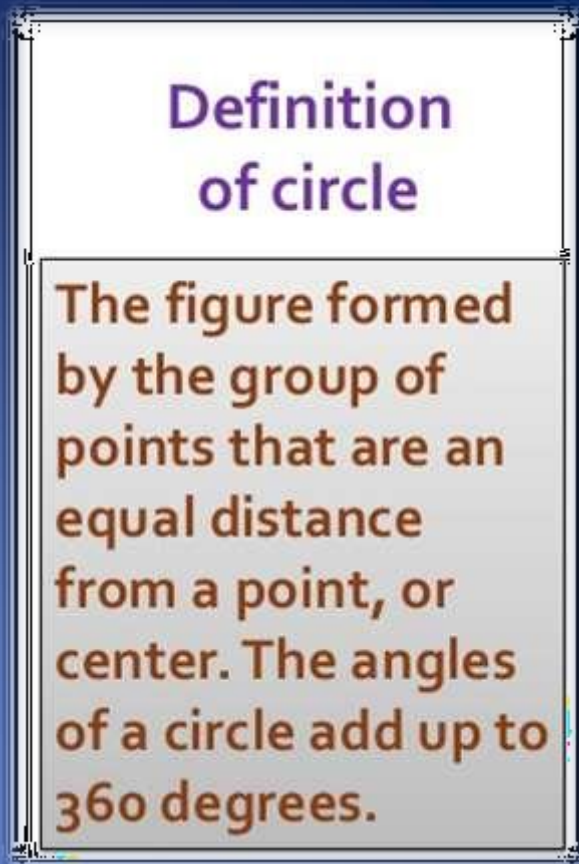 Definition
of circle
The figure formed
by the group of
points that are an
equal distance
from a point, or
center. The angles
of a circle add up to
360 degrees.